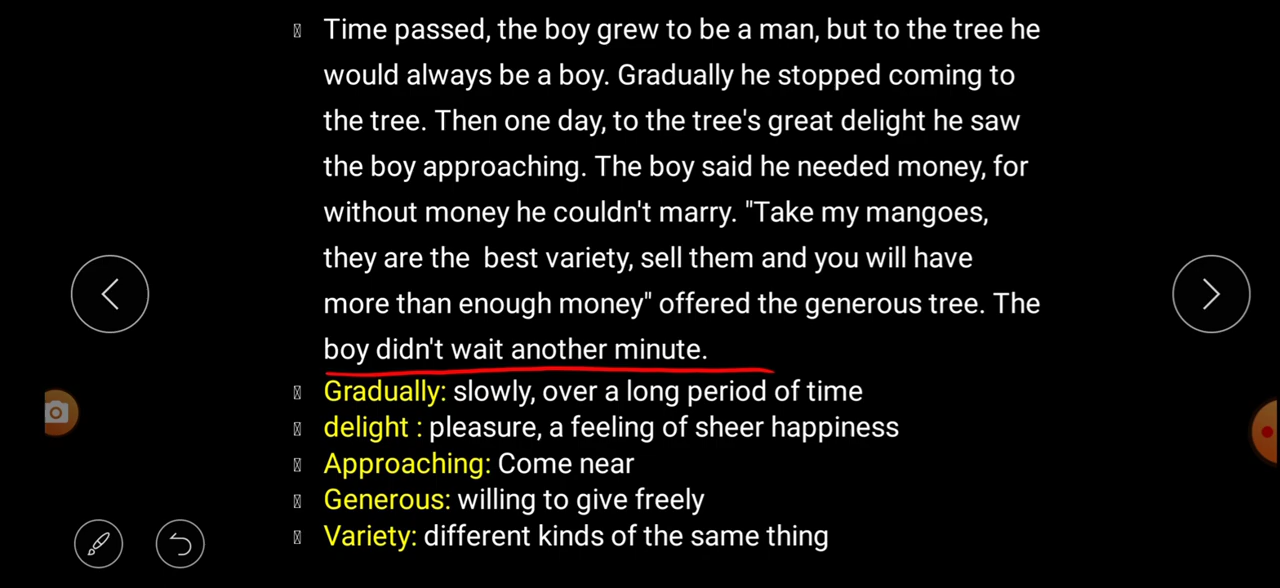 Time passed, the boy grew to be a man, but to the tree he
would always be a boy. Gradually he stopped coming to
the tree. Then one day, to the tree's great delight he saw
the boy approaching. The boy said he needed money, for
without money he couldn't marry. "Take my mangoes,
they are the  best variety, sell them and you will have
more than enough money" offered the generous tree. The
boy didn't wait another minute.
Gradually: slowly, over a long period of time
delight : pleasure, a feeling of sheer happiness
Approaching: Come near
Generous: willing to give freely
Variety: different kinds of the same thing